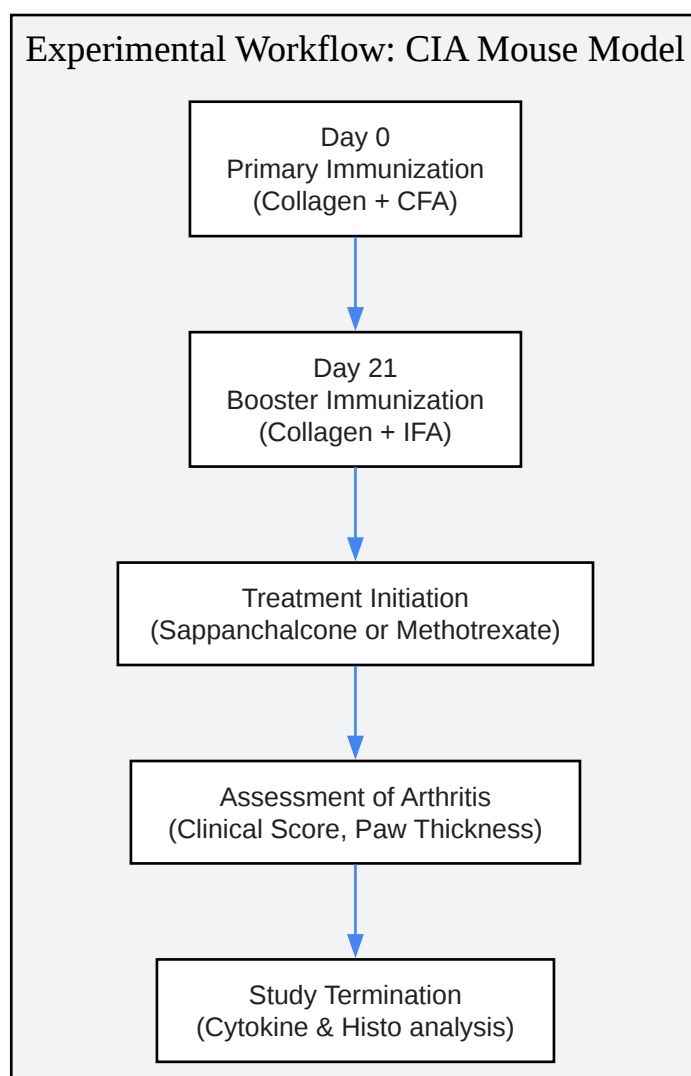 Experimental Workflow: CIA Mouse Model
Day 0
Primary Immunization
(Collagen + CFA)
Day 21
Booster Immunization
(Collagen + IFA)
Treatment Initiation
(Sappanchalcone or Methotrexate)
Assessment of Arthritis
(Clinical Score, Paw Thickness)
Study Termination
(Cytokine & Histo analysis)